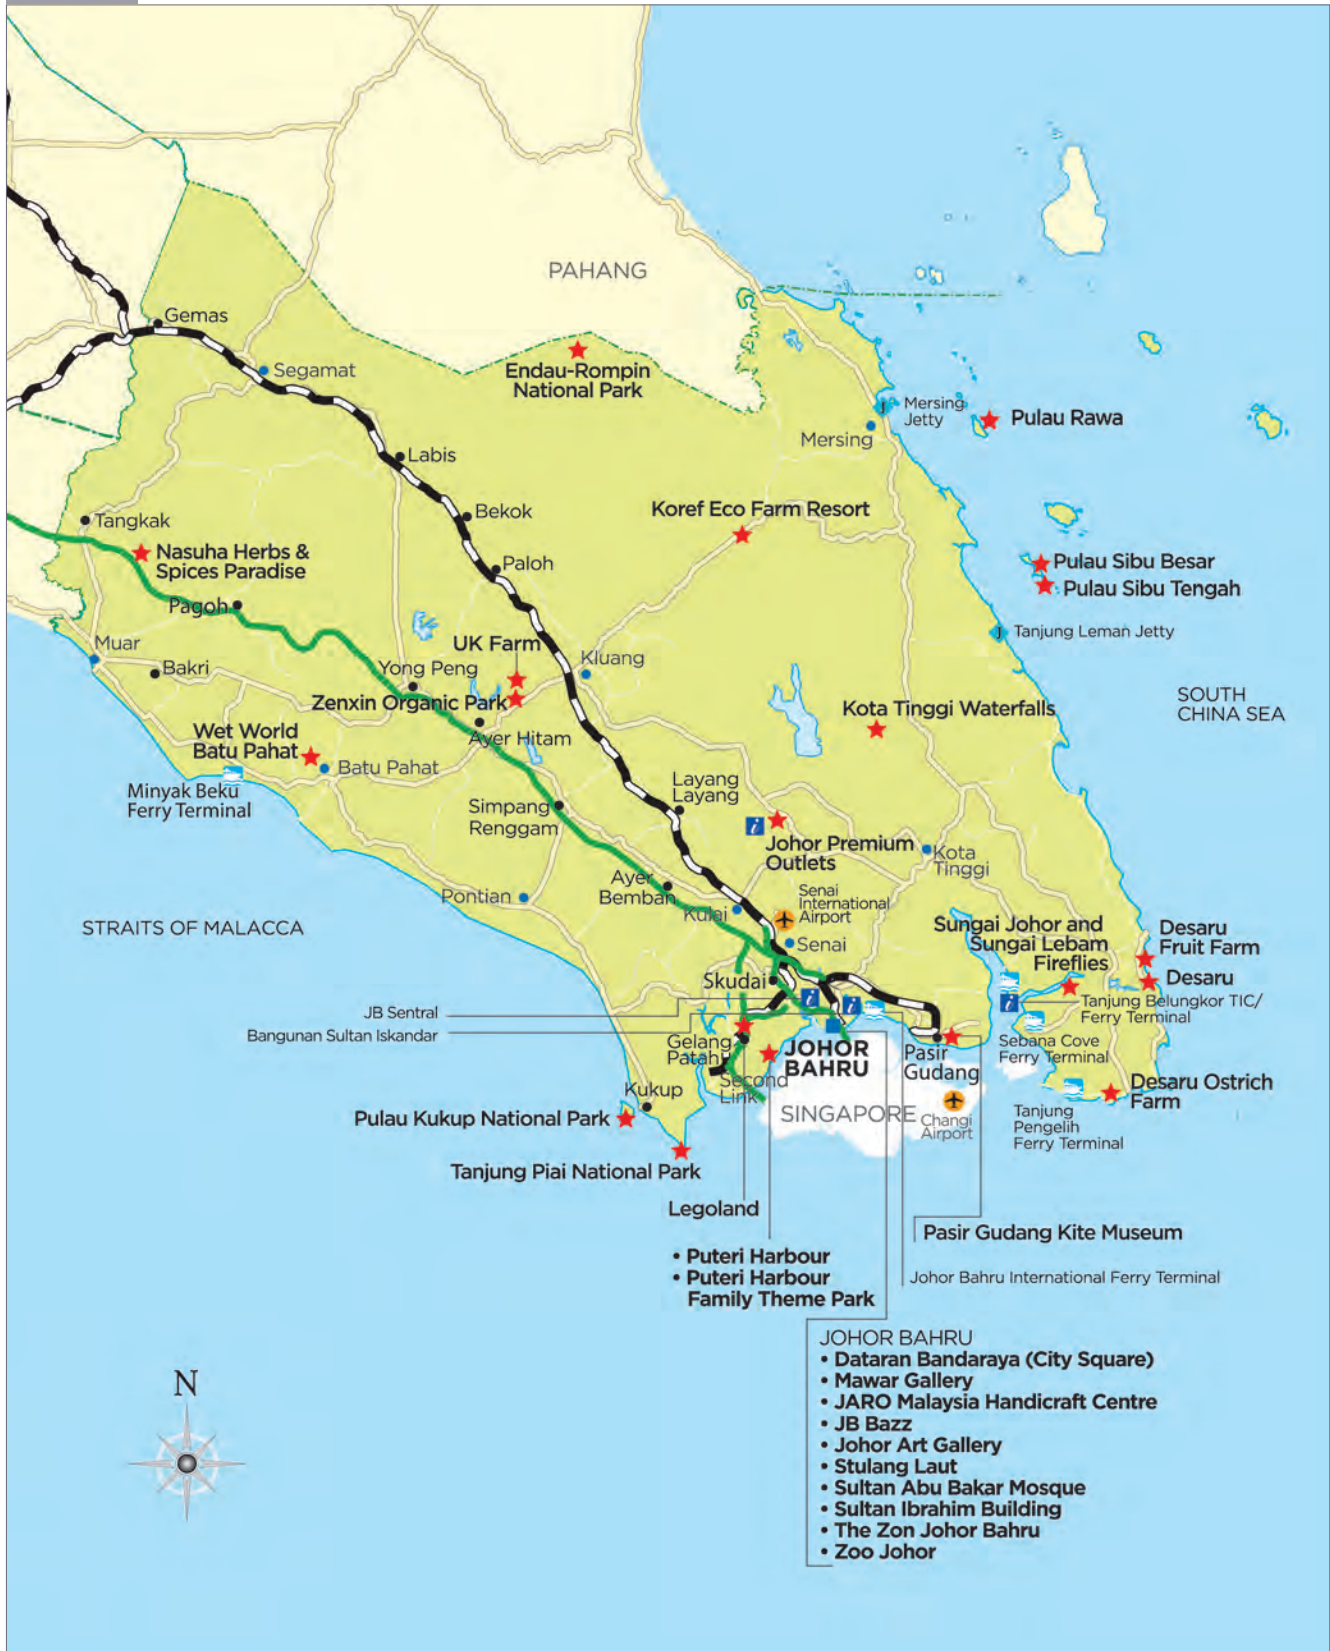 PAHANG
Gemas
Segamat
Endau-Rompin
National Park
Mersing
Jetty
J
Pulau Rawa
Mersing
Labis
Bekok
Koref Eco Farm Resort
Tangkak
Nasuha Herbs &
Spices Paradise
Paloh
Pulau Sibu Besar
Pulau Sibu Tengah
Pagoh
Muar
Bakri
UK Farm
Kluang
J
Tanjung Leman Jetty
Yong Peng
Zenxin Organic Park
SOUTH
CHINA SEA
Kota Tinggi Waterfalls
Wet World
Batu Pahat
Ayer Hitam
Batu Pahat
Minyak Beku
Ferry Terminal
Layang
Layang
Simpang
Renggam
i
Johor Premium
Outlets
Kota
Tinggi
Ayer
Bemban
Pontian
Kulai
Senai
International
Airport
STRAITS OF MALACCA
Senai
Sungai Johor and
Sungai Lebam
Fireflies
Desaru
Fruit Farm
Desaru
Skudai
i
i
i
Tanjung Belungkor TIC/
Ferry Terminal
JB Sentral
Bangunan Sultan Iskandar
Gelang
Patah
JOHOR
BAHRU
Pasir
Gudang
Sebana Cove
Ferry Terminal
Second
Link
Kukup
Desaru Ostrich
Farm
Pulau Kukup National Park
SINGAPORE
Changi
Airport
Tanjung
Pengelih
Ferry Terminal
Tanjung Piai National Park
Legoland
Pasir Gudang Kite Museum
• Puteri Harbour
• Puteri Harbour
Family Theme Park
Johor Bahru International Ferry Terminal
JOHOR BAHRU
• Dataran Bandaraya (City Square)
• Mawar Gallery
• JARO Malaysia Handicraft Centre
• JB Bazz
• Johor Art Gallery
• Stulang Laut
• Sultan Abu Bakar Mosque
• Sultan Ibrahim Building
• The Zon Johor Bahru
• Zoo Johor
N